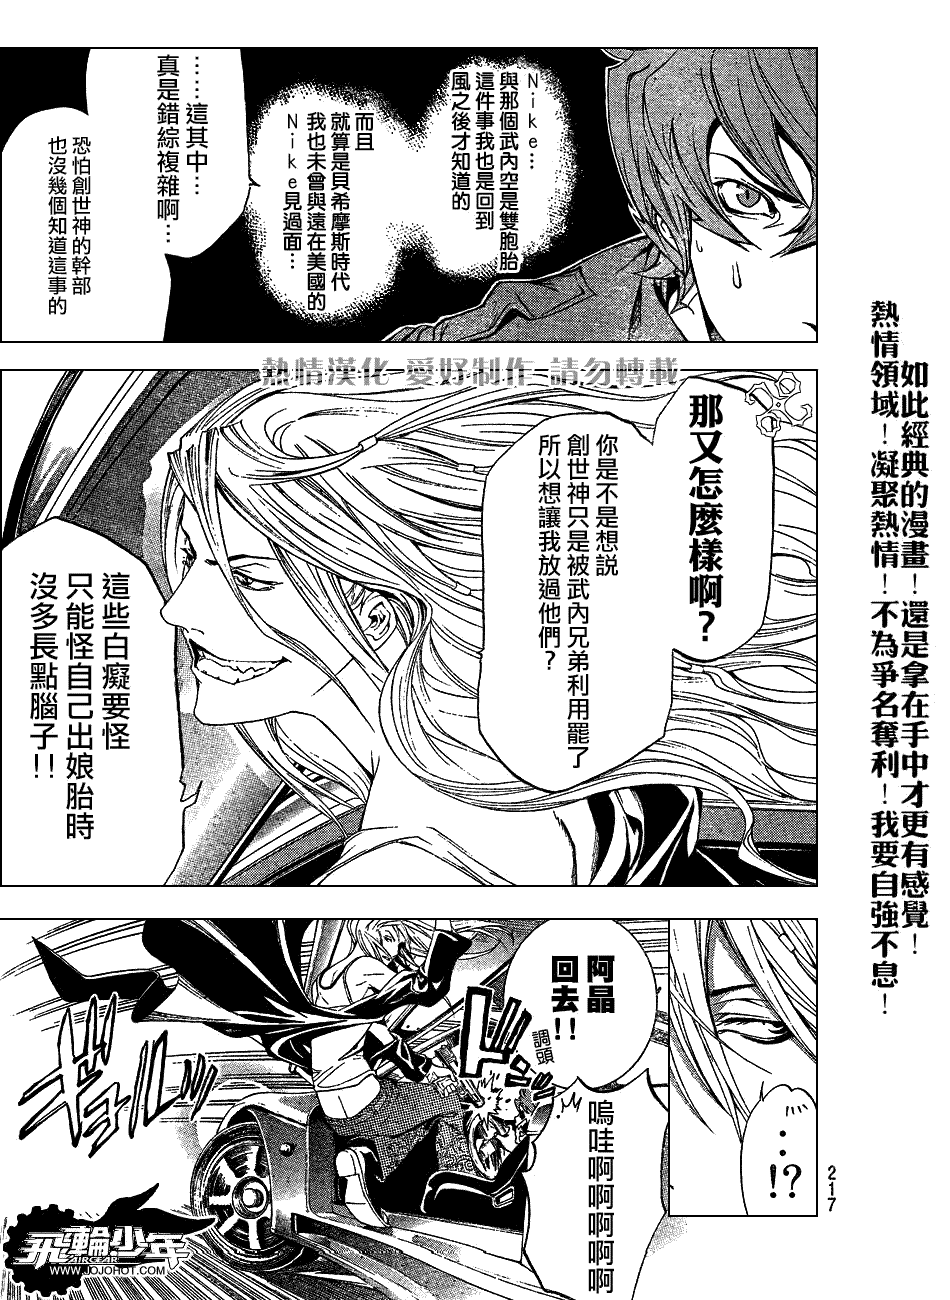 Nike…
與那個武內空是雙胞胎
這件事我也是回到
風之後才知道的
而且
就算是貝希摩斯時代
我也未曾與遠在美國的
Nike見過面…
……這其中…
真是錯綜複雜啊…
恐怕創世神的幹部
也沒幾個知道這事的
熱情漢化 愛好制作 請勿轉載
那又怎麼樣啊？
你是不是想説
創世神只是被武內兄弟利用罷了
所以想讓我放過他們？
這些白癡要怪
只能怪自己出娘胎時
沒多長點腦子!!
…!?
阿晶
回去!!
調頭
嗚哇啊啊啊啊啊
ギョルル
217
如此經典的漫畫！還是拿在手中才更有感覺！
熱情領域！凝聚熱情！不為爭名奪利！我要自強不息！
飛輪少年
AIRGEAR
WWW.JOJOHOT.COM